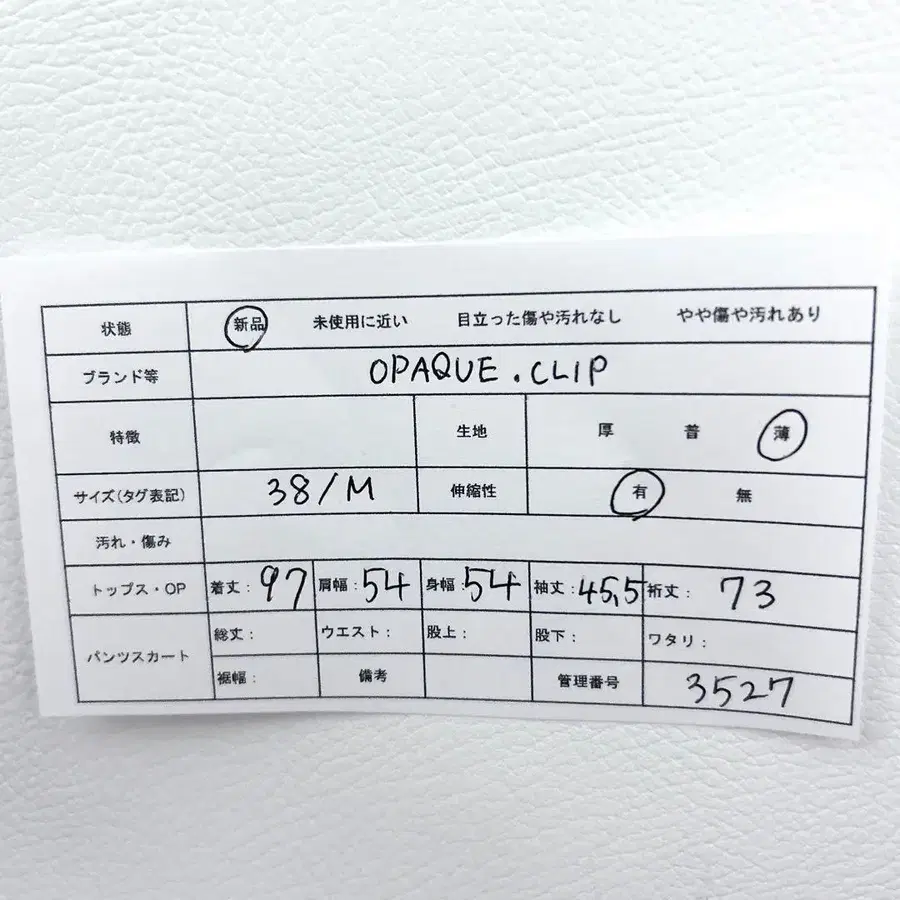 状態 新品 未使用に近い 目立った傷や汚れなし やや傷や汚れあり
ブランド等 OPAQUE.CLIP
特徴 生地 厚 普 薄
サイズ(タグ表記) 38/M 伸縮性 有 無
汚れ・傷み
トップス・OP 着丈:97 肩幅:54 身幅:54 袖丈:45,5 裄丈:73
パンツスカート 総丈: ウエスト: 股上: 股下: ワタリ:
裾幅: 備考 管理番号 3527